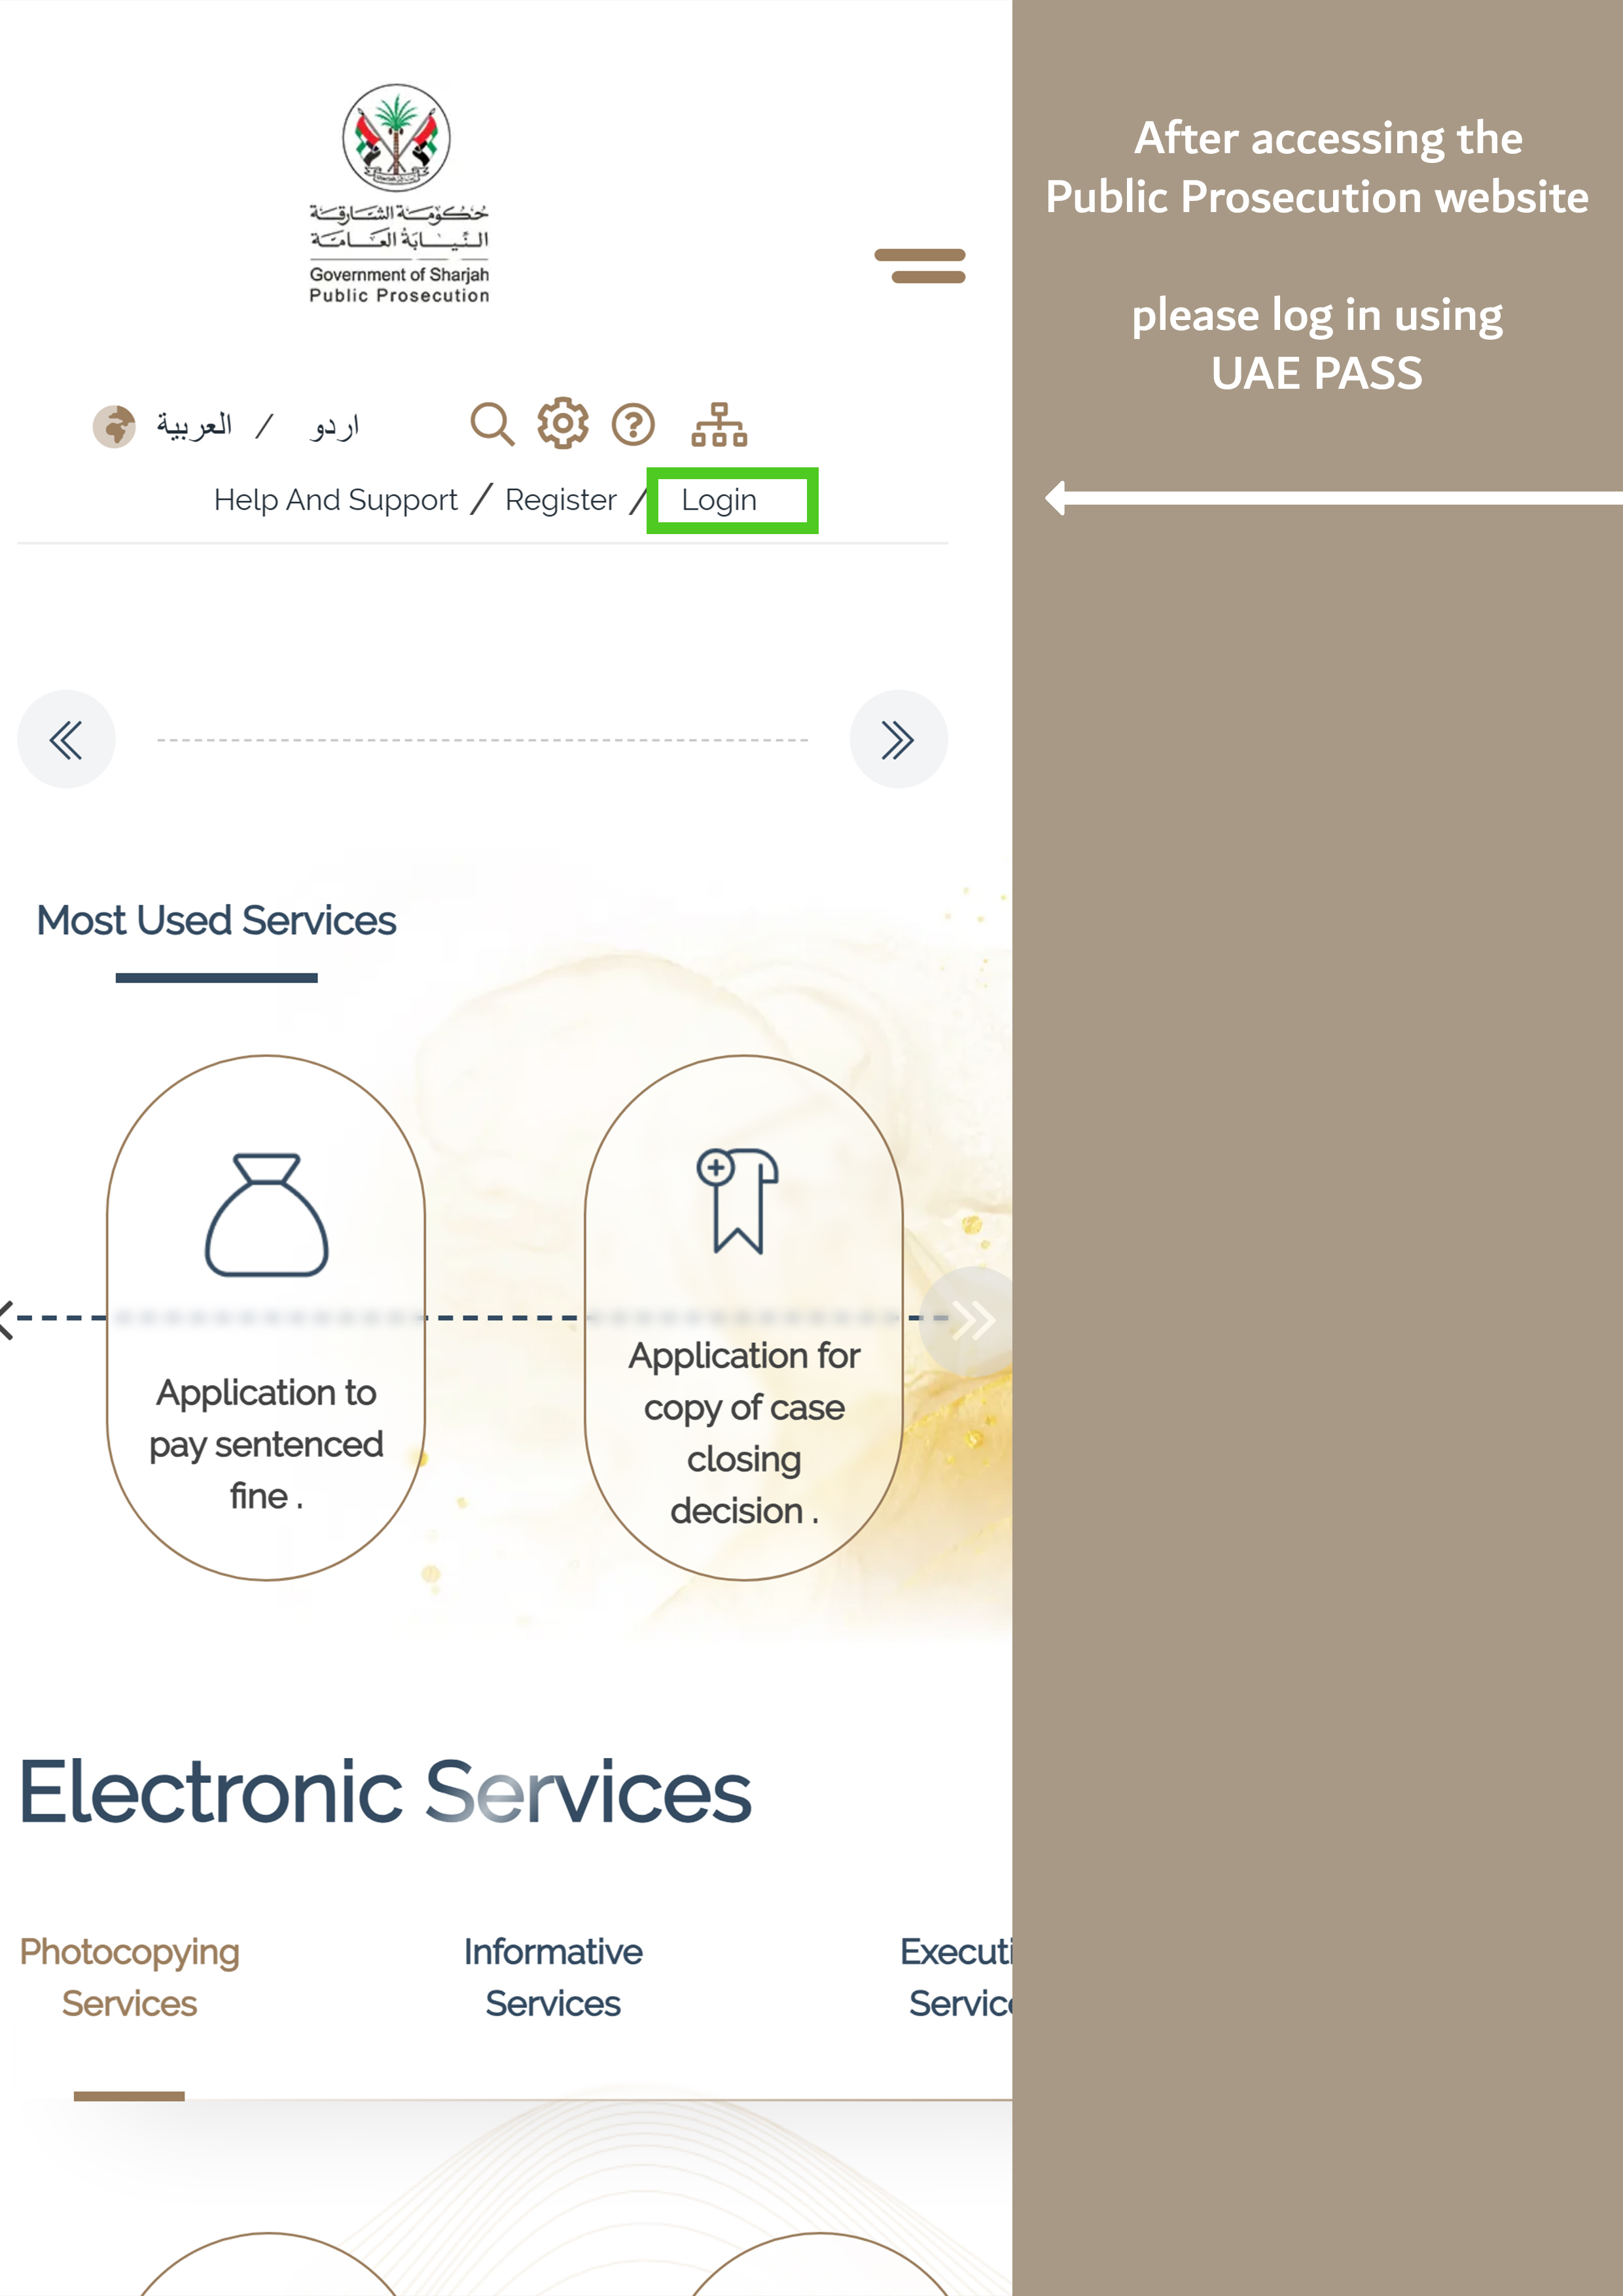 حكومة الشارقة
النيابة العامة
Government of Sharjah
Public Prosecution
After accessing the
Public Prosecution website
please log in using
UAE PASS
العربية / اردو
Help And Support / Register / Login
Most Used Services
Application to
pay sentenced
fine .
Application for
copy of case
closing
decision .
Electronic Services
Photocopying
Services
Informative
Services
Executi
Servic